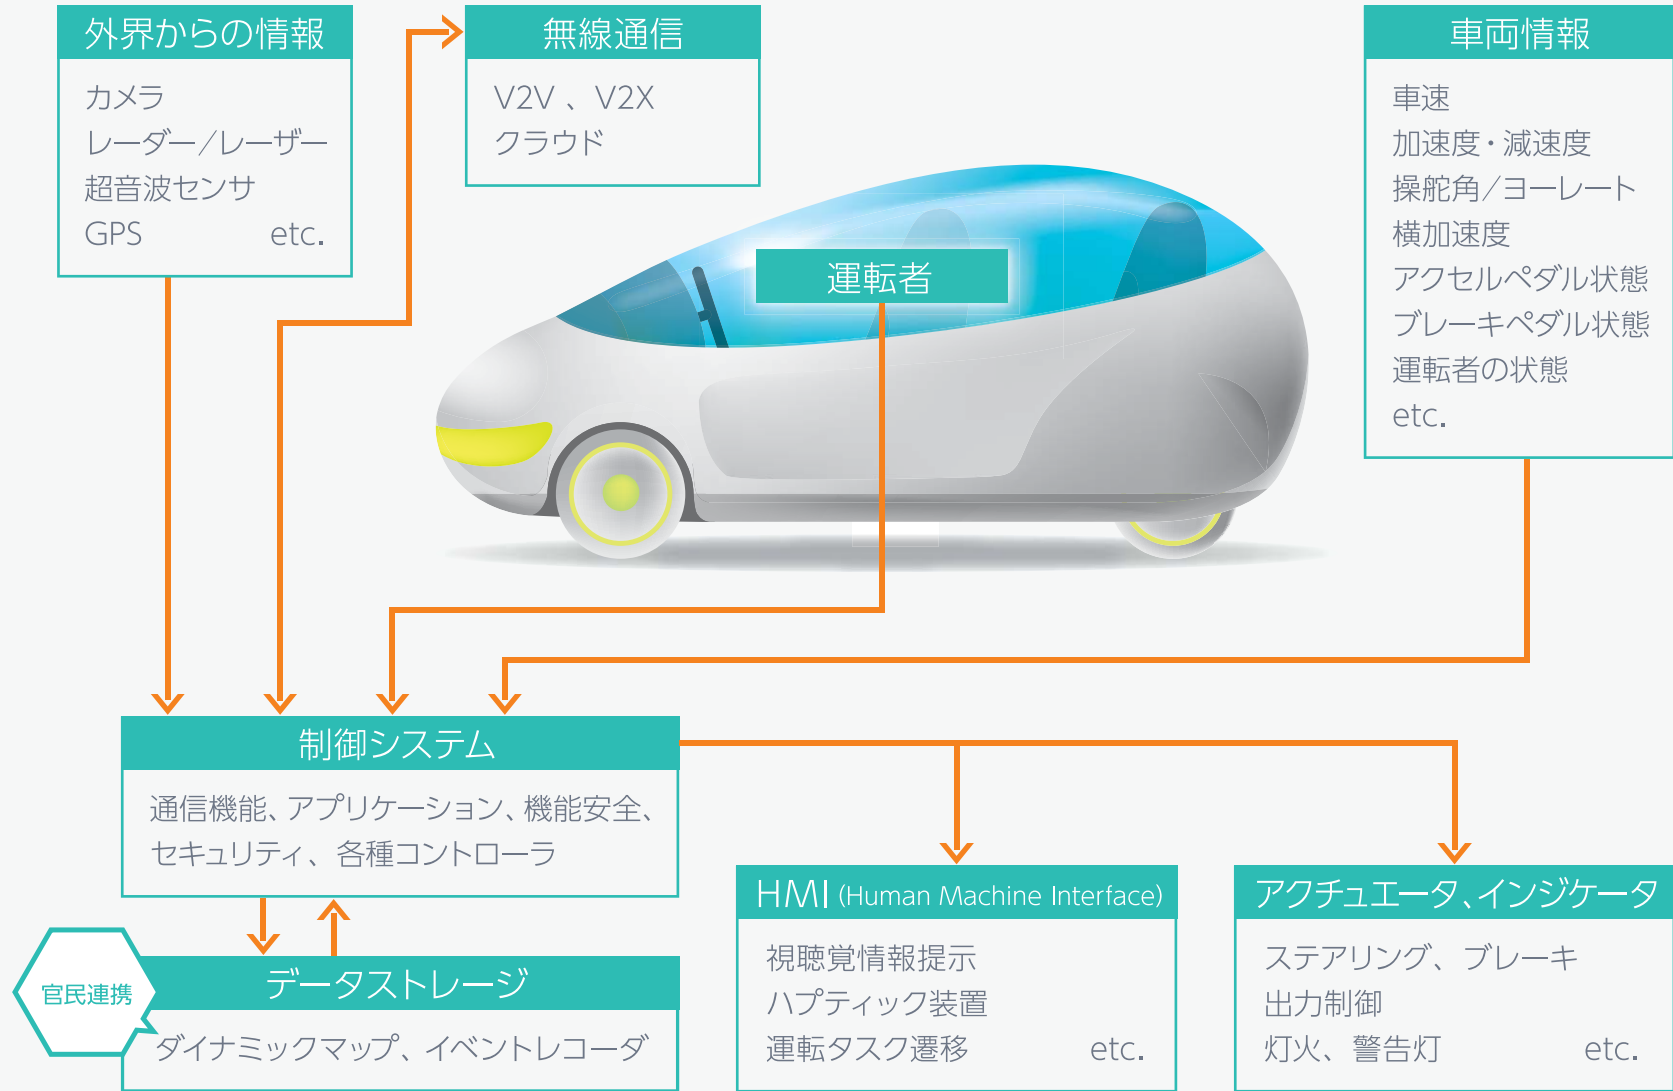 外界からの情報
カメラ
レーダー/レーザー
超音波センサ
GPS etc.
無線通信
V2V 、V2X
クラウド
車両情報
車速
加速度・減速度
操舵角/ヨーレート
横加速度
アクセルペダル状態
ブレーキペダル状態
運転者の状態
etc.
運転者
制御システム
通信機能、アプリケーション、機能安全、
セキュリティ、各種コントローラ
官民連携
データストレージ
ダイナミックマップ、イベントレコーダ
HMI (Human Machine Interface)
視聴覚情報提示
ハプティック装置
運転タスク遷移 etc.
アクチュエータ、インジケータ
ステアリング、ブレーキ
出力制御
灯火、警告灯 etc.